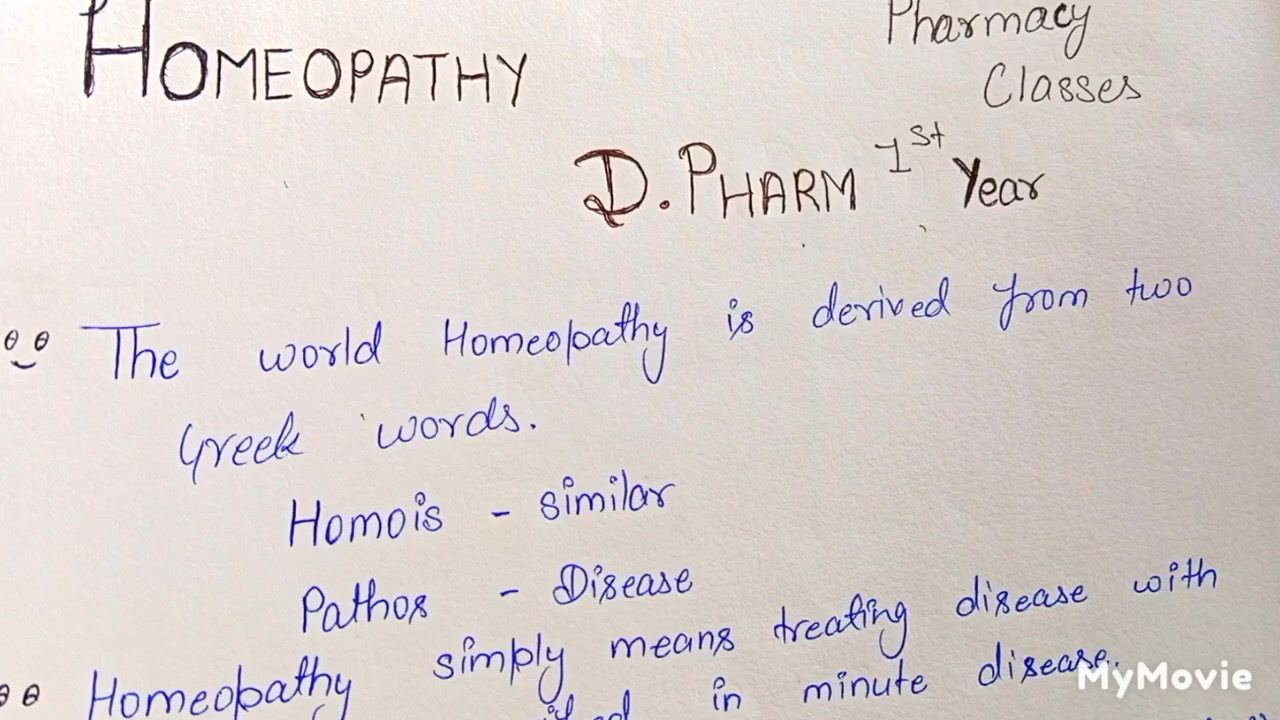 HOMEOPATHY
Pharmacy
Classes
D.PHARM 1st Year
The world Homeopathy is derived from two
Greek words.
Homois - similar
Pathos - Disease
Homeopathy simply means treating disease with
in minute disease.
MyMovie